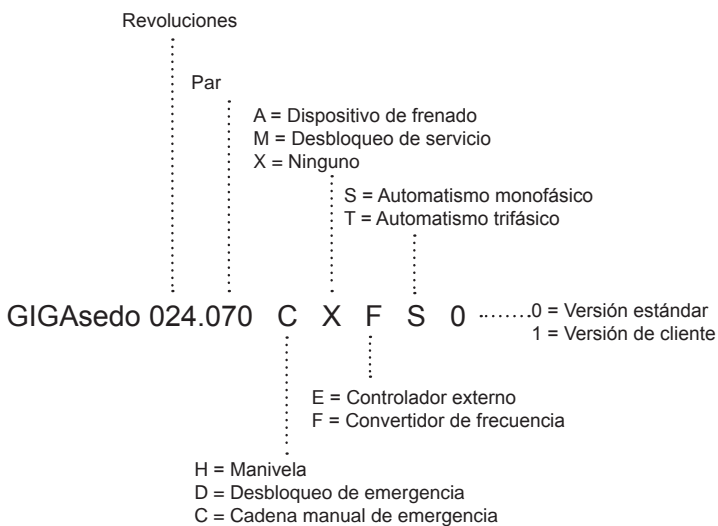 Revoluciones
Par
A = Dispositivo de frenado
M = Desbloqueo de servicio
X = Ninguno
S = Automatismo monofásico
T = Automatismo trifásico
GIGAsedo 024.070 C X F S 0
0 = Versión estándar
1 = Versión de cliente
E = Controlador externo
F = Convertidor de frecuencia
H = Manivela
D = Desbloqueo de emergencia
C = Cadena manual de emergencia